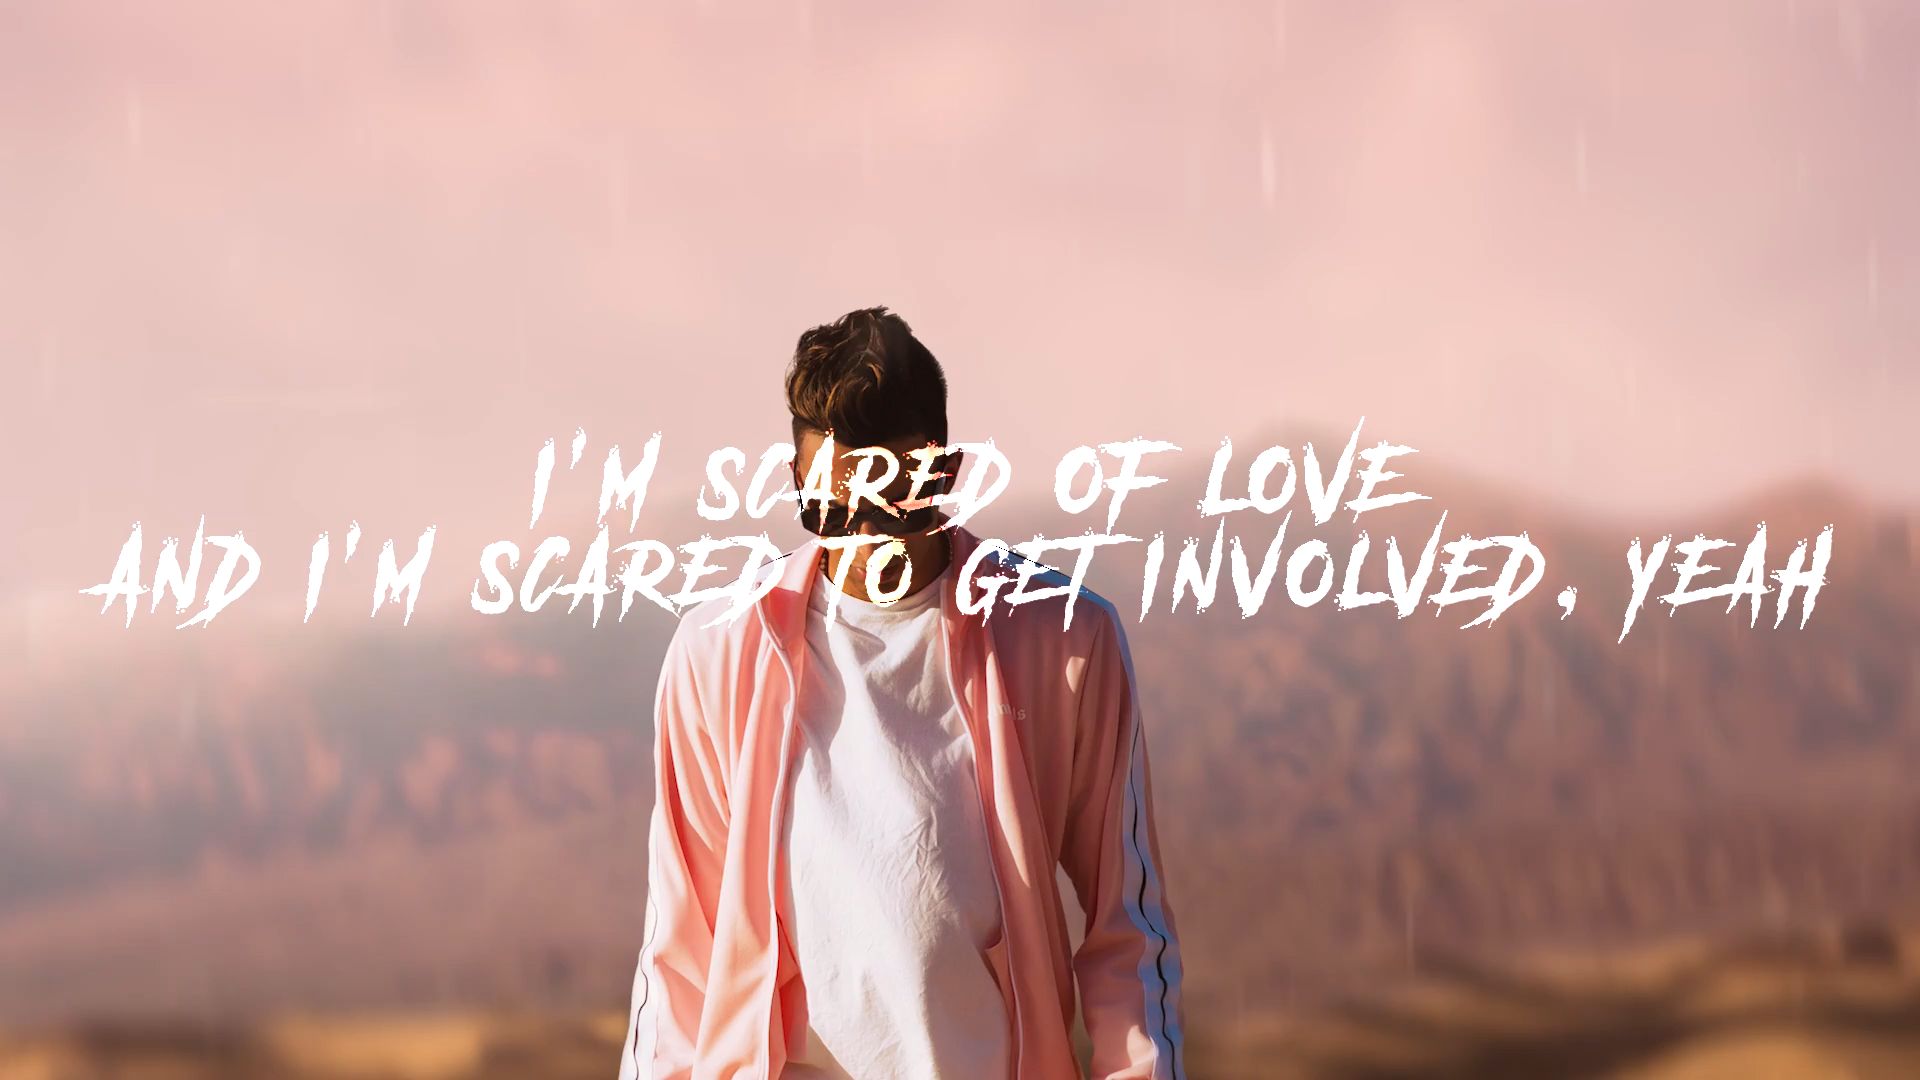 I'M SCARED OF LOVE
AND I'M SCARED TO GET INVOLVED, YEAH